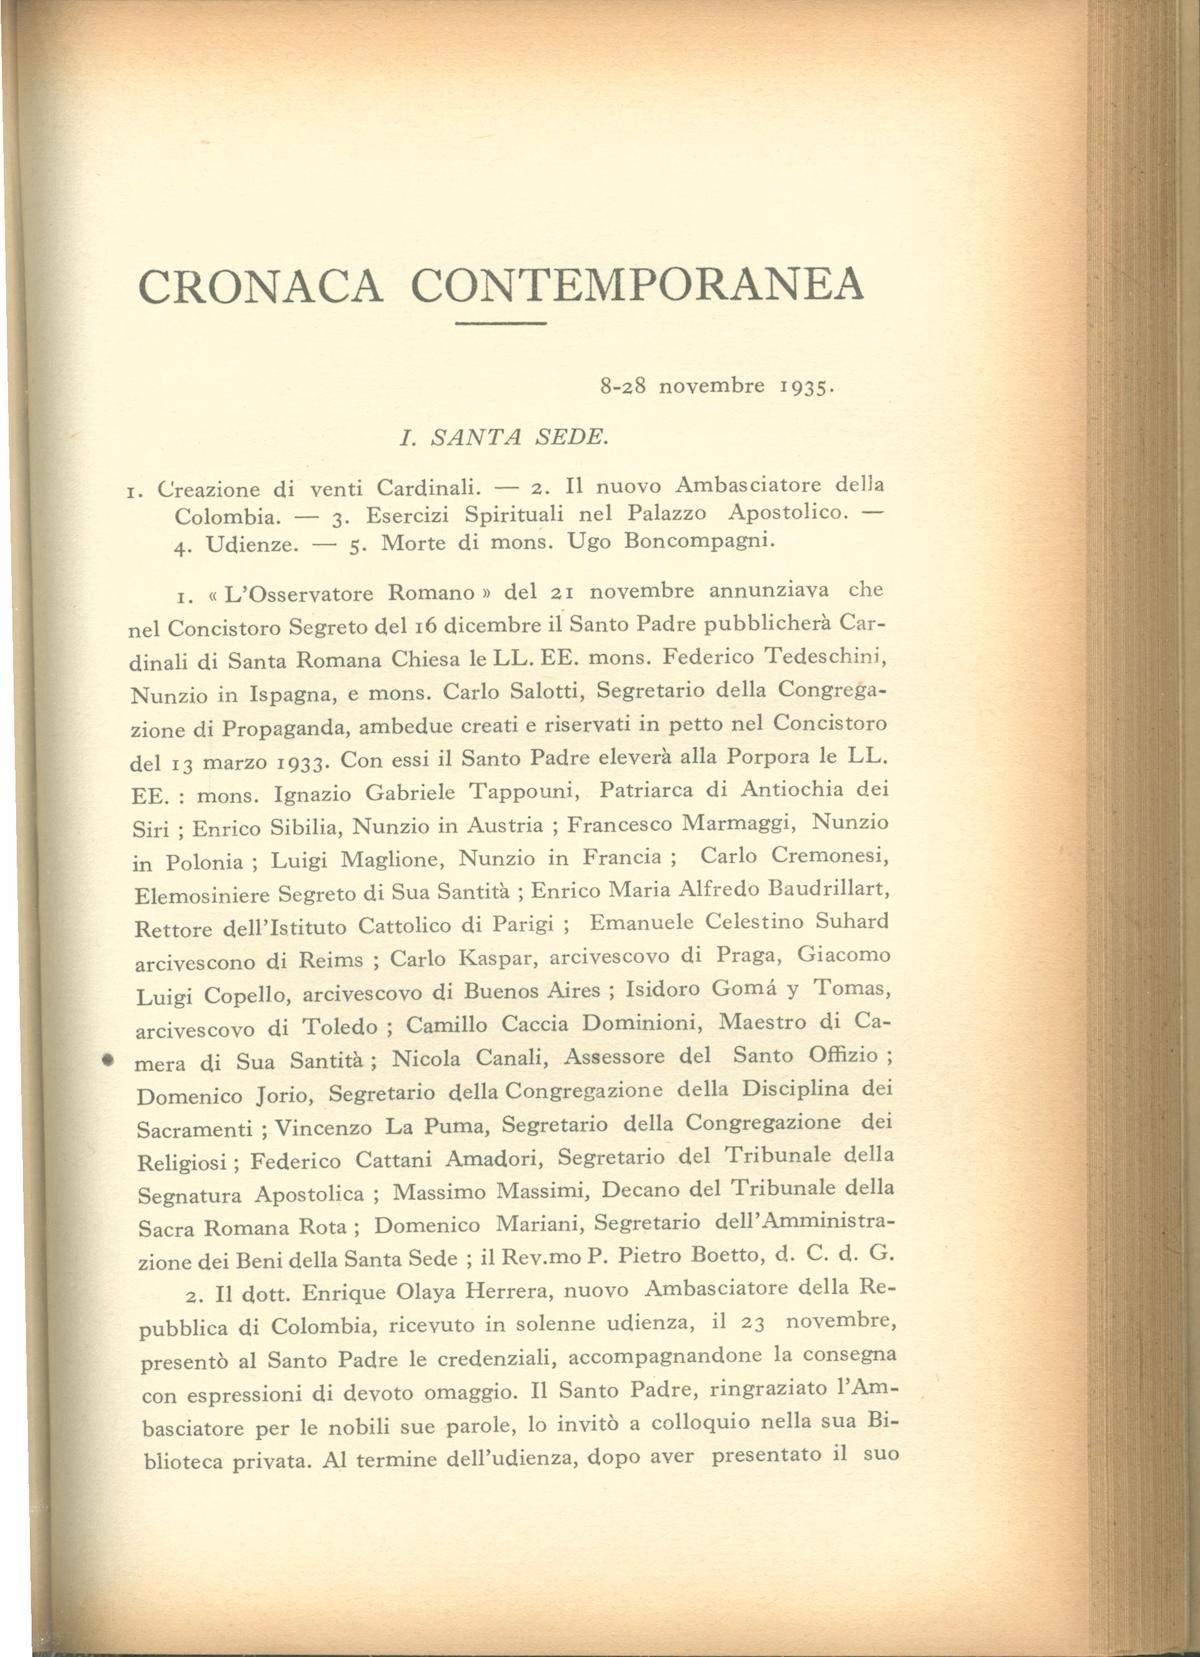 CRONACA CONTEMPORANEA
8-28 novembre 1935.
I. SANTA SEDE.
1. Creazione di venti Cardinali. — 2. Il nuovo Ambasciatore della
Colombia. — 3. Esercizi Spirituali nel Palazzo Apostolico. —
4. Udienze. — 5. Morte di mons. Ugo Boncompagni.
1. « L'Osservatore Romano » del 21 novembre annunziava che
nel Concistoro Segreto del 16 dicembre il Santo Padre pubblicherà Car-
dinali di Santa Romana Chiesa le LL. EE. mons. Federico Tedeschini,
Nunzio in Ispagna, e mons. Carlo Salotti, Segretario della Congrega-
zione di Propaganda, ambedue creati e riservati in petto nel Concistoro
del 13 marzo 1933. Con essi il Santo Padre eleverà alla Porpora le LL.
EE. : mons. Ignazio Gabriele Tappouni, Patriarca di Antiochia dei
Siri ; Enrico Sibilia, Nunzio in Austria ; Francesco Marmaggi, Nunzio
in Polonia ; Luigi Maglione, Nunzio in Francia ; Carlo Cremonesi,
Elemosiniere Segreto di Sua Santità ; Enrico Maria Alfredo Baudrillart,
Rettore dell'Istituto Cattolico di Parigi ; Emanuele Celestino Suhard
arcivescono di Reims ; Carlo Kaspar, arcivescovo di Praga, Giacomo
Luigi Copello, arcivescovo di Buenos Aires ; Isidoro Gomá y Tomas,
arcivescovo di Toledo ; Camillo Caccia Dominioni, Maestro di Ca-
mera di Sua Santità ; Nicola Canali, Assessore del Santo Offizio ;
Domenico Jorio, Segretario della Congregazione della Disciplina dei
Sacramenti ; Vincenzo La Puma, Segretario della Congregazione dei
Religiosi ; Federico Cattani Amadori, Segretario del Tribunale della
Segnatura Apostolica ; Massimo Massimi, Decano del Tribunale della
Sacra Romana Rota ; Domenico Mariani, Segretario dell'Amministra-
zione dei Beni della Santa Sede ; il Rev.mo P. Pietro Boetto, d. C. d. G.
2. Il dott. Enrique Olaya Herrera, nuovo Ambasciatore della Re-
pubblica di Colombia, ricevuto in solenne udienza, il 23 novembre,
presentò al Santo Padre le credenziali, accompagnandone la consegna
con espressioni di devoto omaggio. Il Santo Padre, ringraziato l'Am-
basciatore per le nobili sue parole, lo invitò a colloquio nella sua Bi-
blioteca privata. Al termine dell'udienza, dopo aver presentato il suo